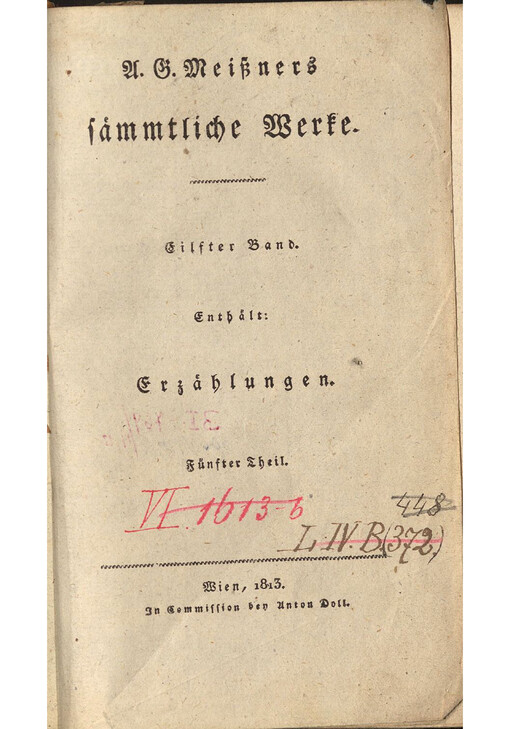 A. G. Meißners
sämmtliche Werke.
Eilfter Band.
Enthält:
Erzählungen.
Fünfter Theil.
VI 1613-b
448
L. IV. B.(372.)
Wien, 1813.
In Commission bey Anton Doll.